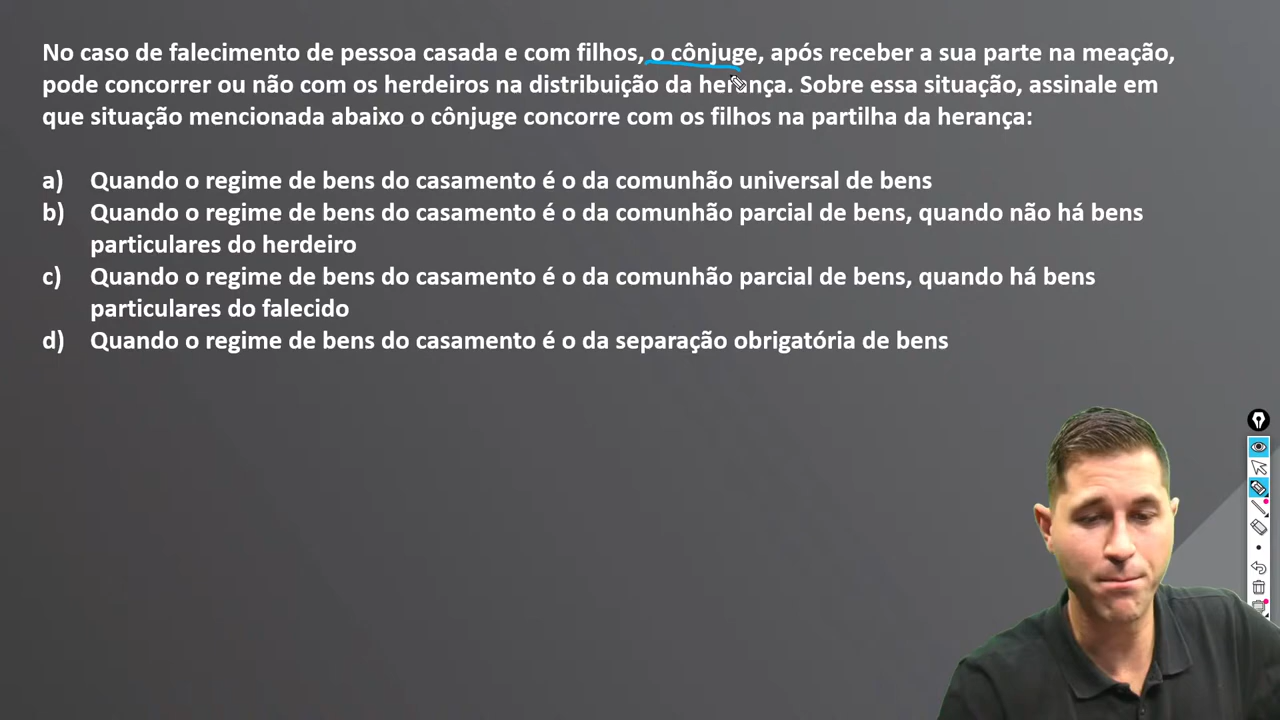 No caso de falecimento de pessoa casada e com filhos, o cônjuge, após receber a sua parte na meação,
pode concorrer ou não com os herdeiros na distribuição da herança. Sobre essa situação, assinale em
que situação mencionada abaixo o cônjuge concorre com os filhos na partilha da herança:
a) Quando o regime de bens do casamento é o da comunhão universal de bens
b) Quando o regime de bens do casamento é o da comunhão parcial de bens, quando não há bens
particulares do herdeiro
c) Quando o regime de bens do casamento é o da comunhão parcial de bens, quando há bens
particulares do falecido
d) Quando o regime de bens do casamento é o da separação obrigatória de bens